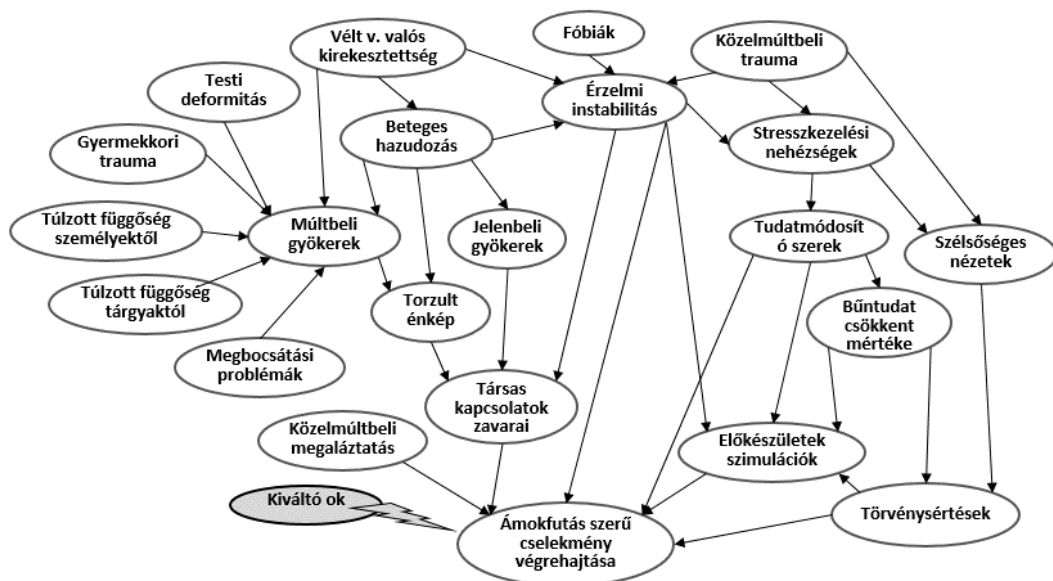 Vélt v. valós
kirekesztettség
Fóbiák
Közelmúltbeli
trauma
Testi
deformitás
Érzelmi
instabilitás
Beteges
hazudozás
Stresszkezelési
nehézségek
Gyermekkori
trauma
Túlzott függőség
személyektől
Múltbeli
gyökerek
Jelenbeli
gyökerek
Tudatmódosít
ó szerek
Szélsőséges
nézetek
Túlzott függőség
tárgyaktól
Torzult
énkép
Bűntudat
csökkent
mértéke
Megbocsátási
problémák
Társas
kapcsolatok
zavarai
Közelmúltbeli
megaláztatás
Előkészületek
szimulációk
Kiváltó ok
Ámokfutás szerű
cselekmény
végrehajtása
Törvénysértések